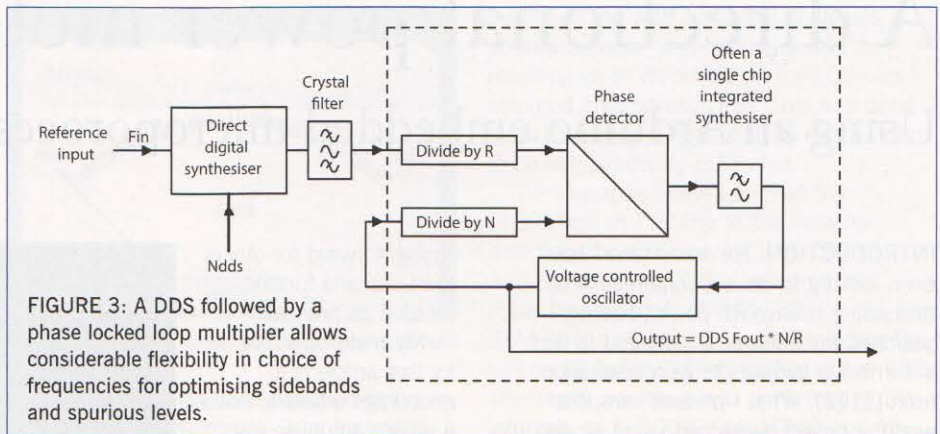 Often a
single chip
integrated
synthesiser
Crystal
filter
Phase
detector
Reference
input
Fin
Direct
digital
synthesiser
Divide by R
Divide by N
Ndds
Voltage controlled
oscillator
Output = DDS Fout * N/R
FIGURE 3: A DDS followed by a
phase locked loop multiplier allows
considerable flexibility in choice of
frequencies for optimising sidebands
and spurious levels.